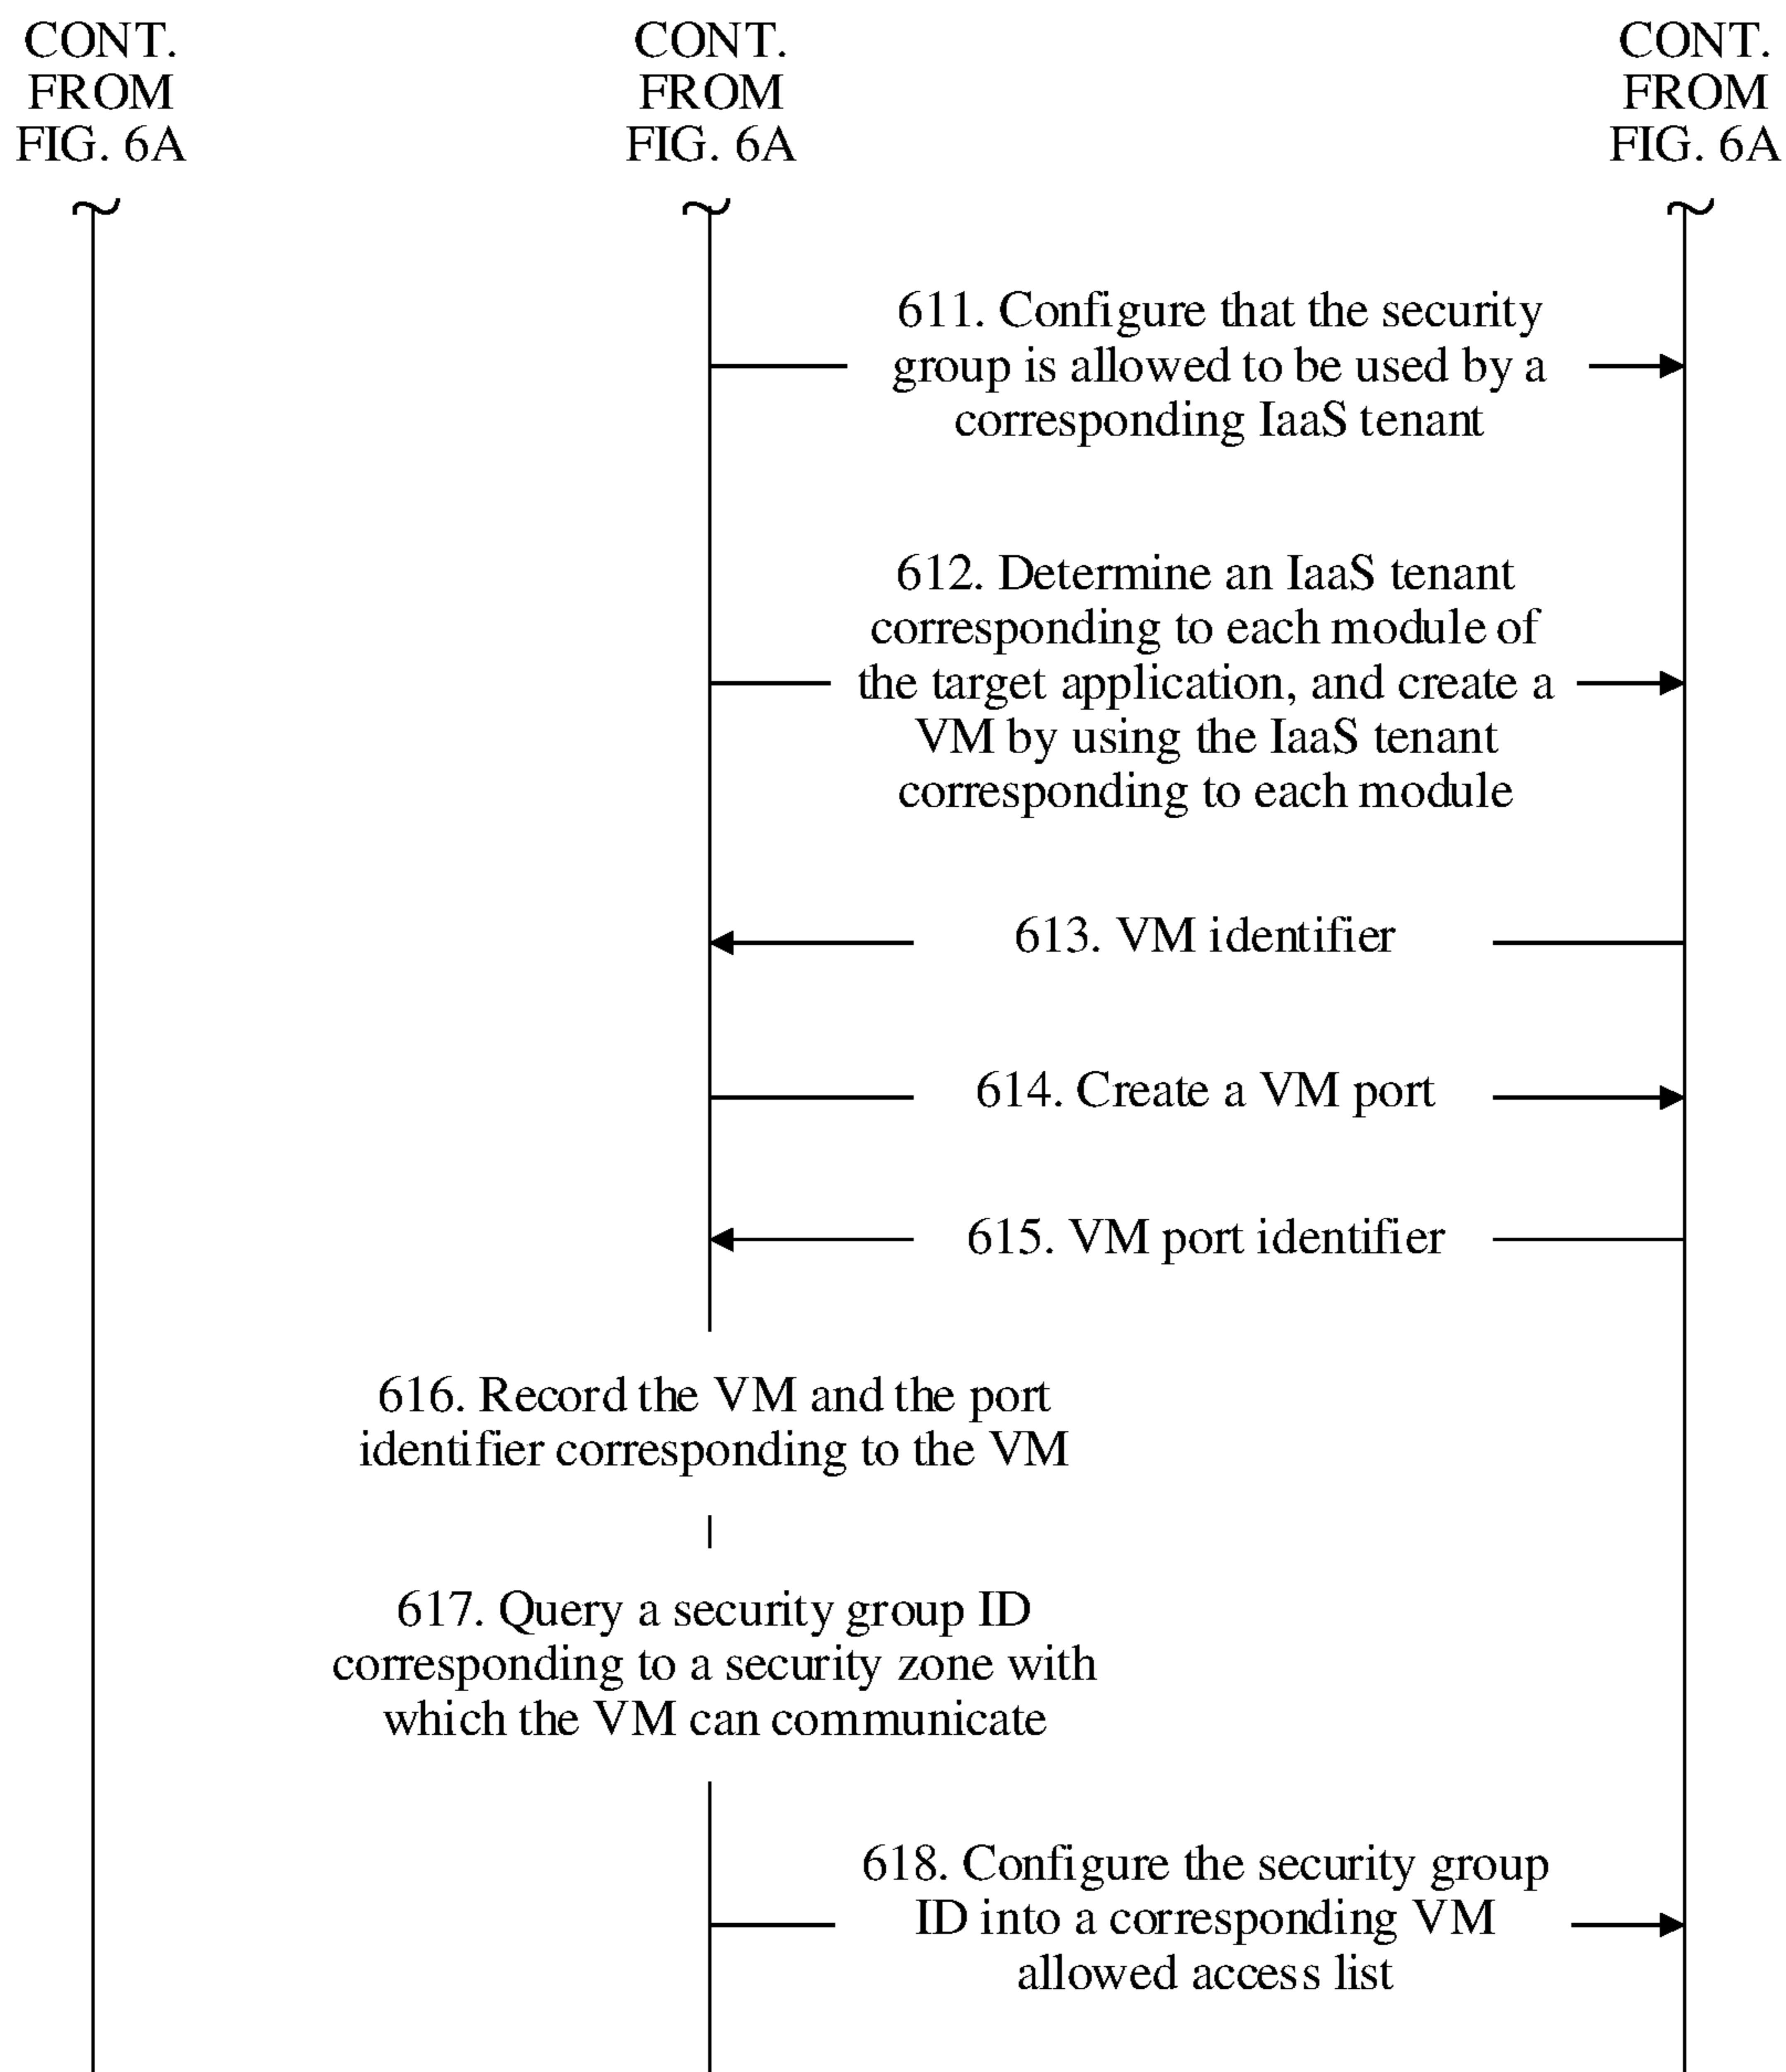 CONT.
FROM
FIG. 6A
CONT.
FROM
FIG. 6A
CONT.
FROM
FIG. 6A
611. Configure that the security
group is allowed to be used by a
corresponding IaaS tenant
612. Determine an IaaS tenant
corresponding to each module of
the target application, and create a
VM by using the IaaS tenant
corresponding to each module
613. VM identifier
614. Create a VM port
615. VM port identifier
616. Record the VM and the port
identifier corresponding to the VM
617. Query a security group ID
corresponding to a security zone with
which the VM can communicate
618. Configure the security group
ID into a corresponding VM
allowed access list